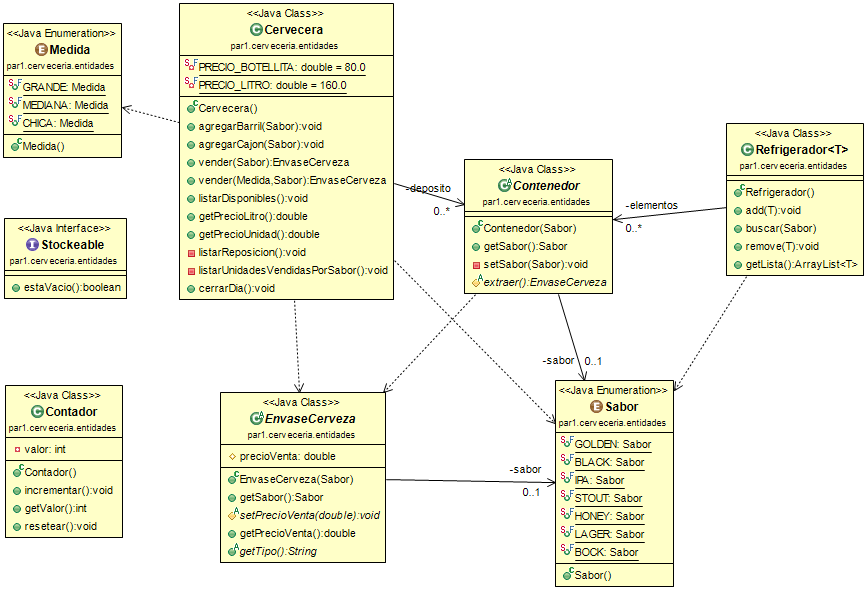 <<Java Enumeration>>
Medida
par1.cerveceria.entidades
GRANDE: Medida
MEDIANA: Medida
CHICA: Medida
Medida()
<<Java Class>>
Cervecera
par1.cerveceria.entidades
PRECIO_BOTELLITA: double = 80.0
PRECIO_LITRO: double = 160.0
Cervecera()
agregarBarril(Sabor):void
agregarCajon(Sabor):void
vender(Sabor):EnvaseCerveza
vender(Medida,Sabor):EnvaseCerveza
listarDisponibles():void
getPrecioLitro():double
getPrecioUnidad():double
listarReposicion():void
listarUnidadesVendidasPorSabor():void
cerrarDia():void
-deposito
0..*
<<Java Class>>
Contenedor
par1.cerveceria.entidades
Contenedor(Sabor)
getSabor():Sabor
setSabor(Sabor):void
extraer():EnvaseCerveza
-elementos
0..*
<<Java Class>>
Refrigerador<T>
par1.cerveceria.entidades
Refrigerador()
add(T):void
buscar(Sabor)
remove(T):void
getLista():ArrayList<T>
<<Java Interface>>
Stockeable
par1.cerveceria.entidades
estaVacio():boolean
<<Java Class>>
Contador
par1.cerveceria.entidades
valor: int
Contador()
incrementar():void
getValor():int
resetear():void
<<Java Class>>
EnvaseCerveza
par1.cerveceria.entidades
precioVenta: double
EnvaseCerveza(Sabor)
getSabor():Sabor
setPrecioVenta(double):void
getPrecioVenta():double
getTipo():String
-sabor
0..1
-sabor
0..1
<<Java Enumeration>>
Sabor
par1.cerveceria.entidades
GOLDEN: Sabor
BLACK: Sabor
IPA: Sabor
STOUT: Sabor
HONEY: Sabor
LAGER: Sabor
BOCK: Sabor
Sabor()